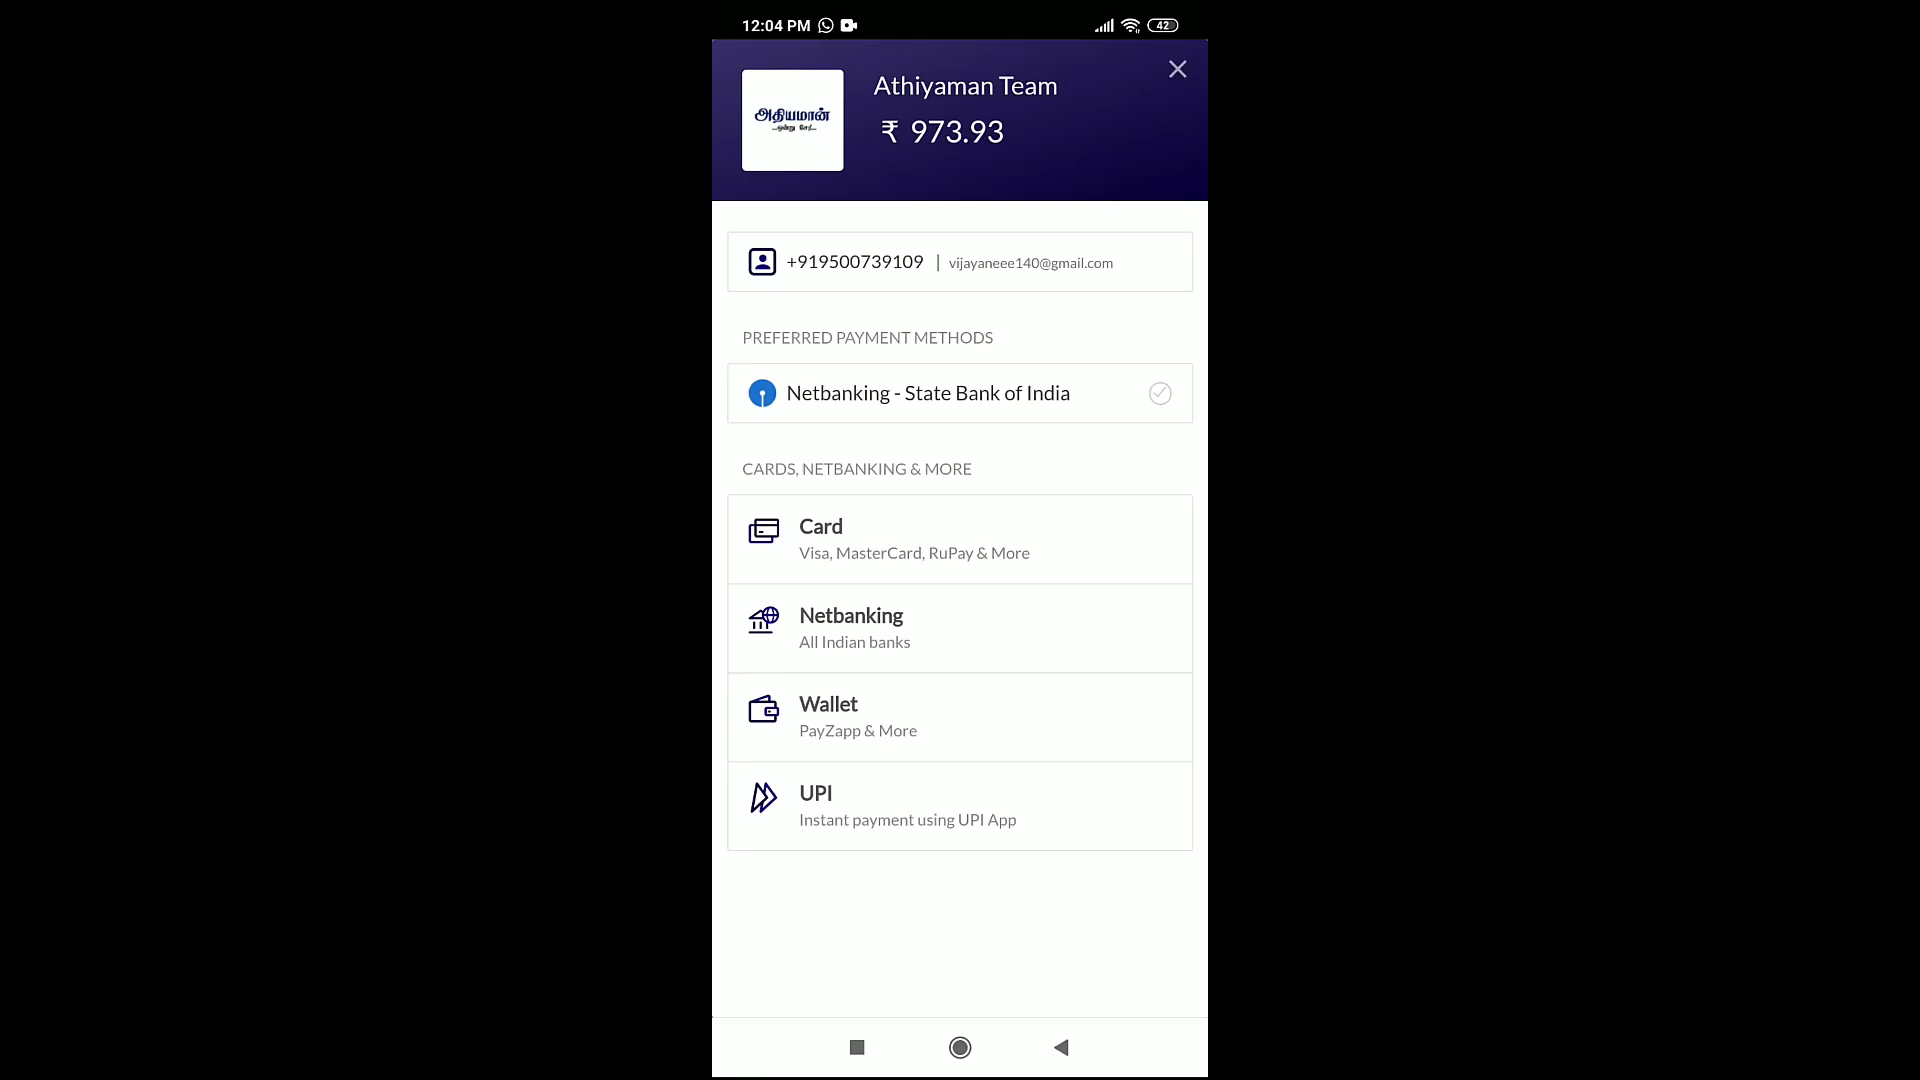 12:04 PM
42
Athiyaman Team
அதியமான்
₹ 973.93
+919500739109 | vijayaneee140@gmail.com
PREFERRED PAYMENT METHODS
Netbanking - State Bank of India
CARDS, NETBANKING & MORE
Card
Visa, MasterCard, RuPay & More
Netbanking
All Indian banks
Wallet
PayZapp & More
UPI
Instant payment using UPI App